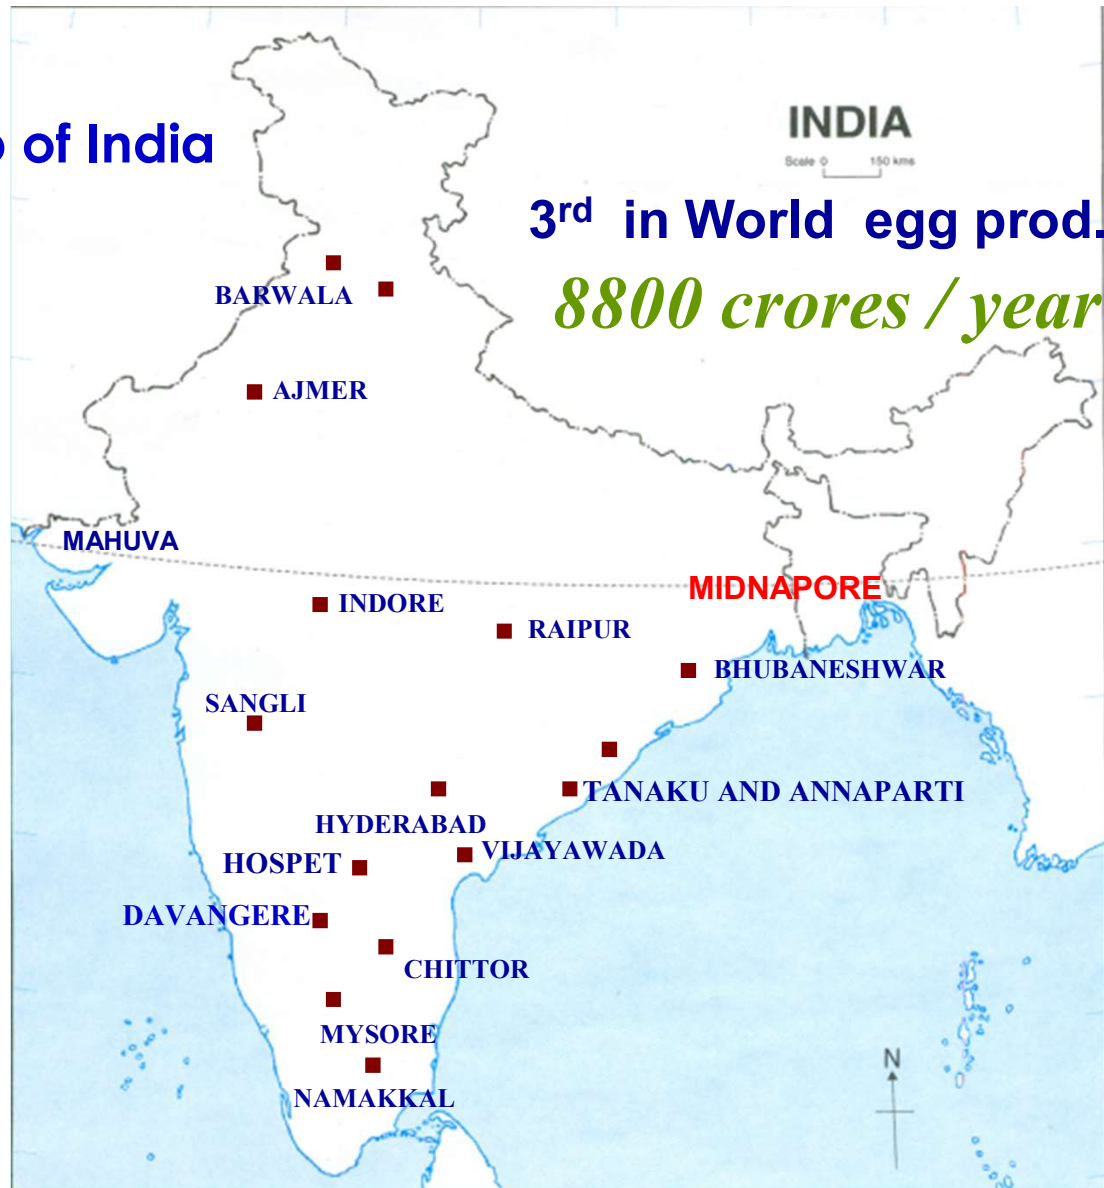 of India
INDIA
Scale 0 150 kms
3rd in World egg prod.
8800 crores / year
BARWALA
AJMER
MAHUVA
MIDNAPORE
INDORE
RAIPUR
BHUBANESHWAR
SANGLI
TANAKU AND ANNAPARTI
HYDERABAD
VIJAYAWADA
HOSPET
DAVANGERE
CHITTOR
MYSORE
NAMAKKAL
N